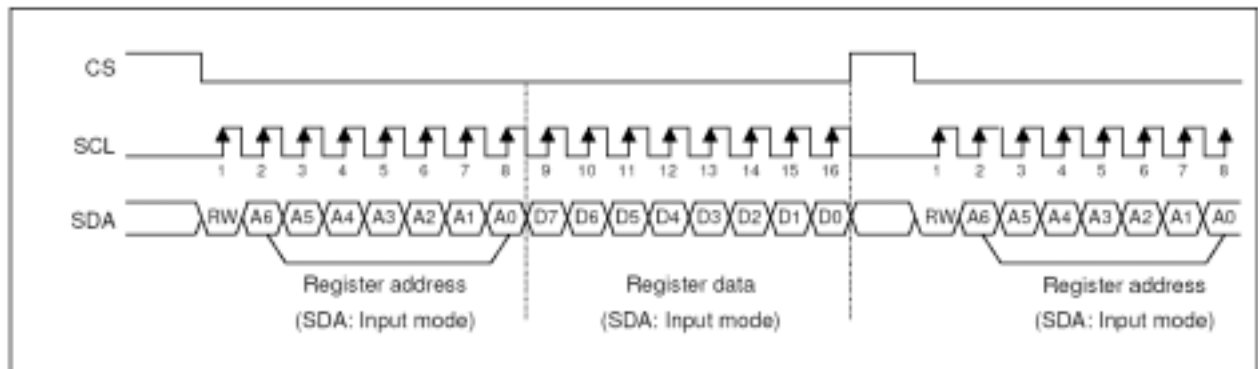 CS
SCL
1 2 3 4 5 6 7 8 9 10 11 12 13 14 15 16 1 2 3 4 5 6 7 8
SDA RW A6 A5 A4 A3 A2 A1 A0 D7 D6 D5 D4 D3 D2 D1 D0 RW A6 A5 A4 A3 A2 A1 A0
Register address Register data Register address
(SDA: Input mode) (SDA: Input mode) (SDA: Input mode)